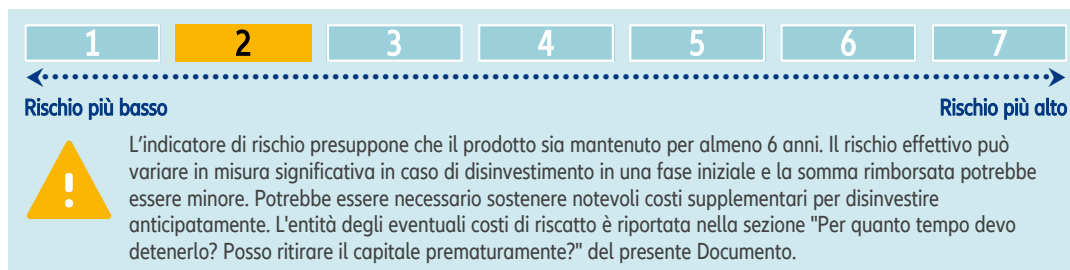 1 2 3 4 5 6 7
Rischio più basso Rischio più alto
L'indicatore di rischio presuppone che il prodotto sia mantenuto per almeno 6 anni. Il rischio effettivo può
variare in misura significativa in caso di disinvestimento in una fase iniziale e la somma rimborsata potrebbe
essere minore. Potrebbe essere necessario sostenere notevoli costi supplementari per disinvestire
anticipatamente. L'entità degli eventuali costi di riscatto è riportata nella sezione "Per quanto tempo devo
detenerlo? Posso ritirare il capitale prematuramente?" del presente Documento.